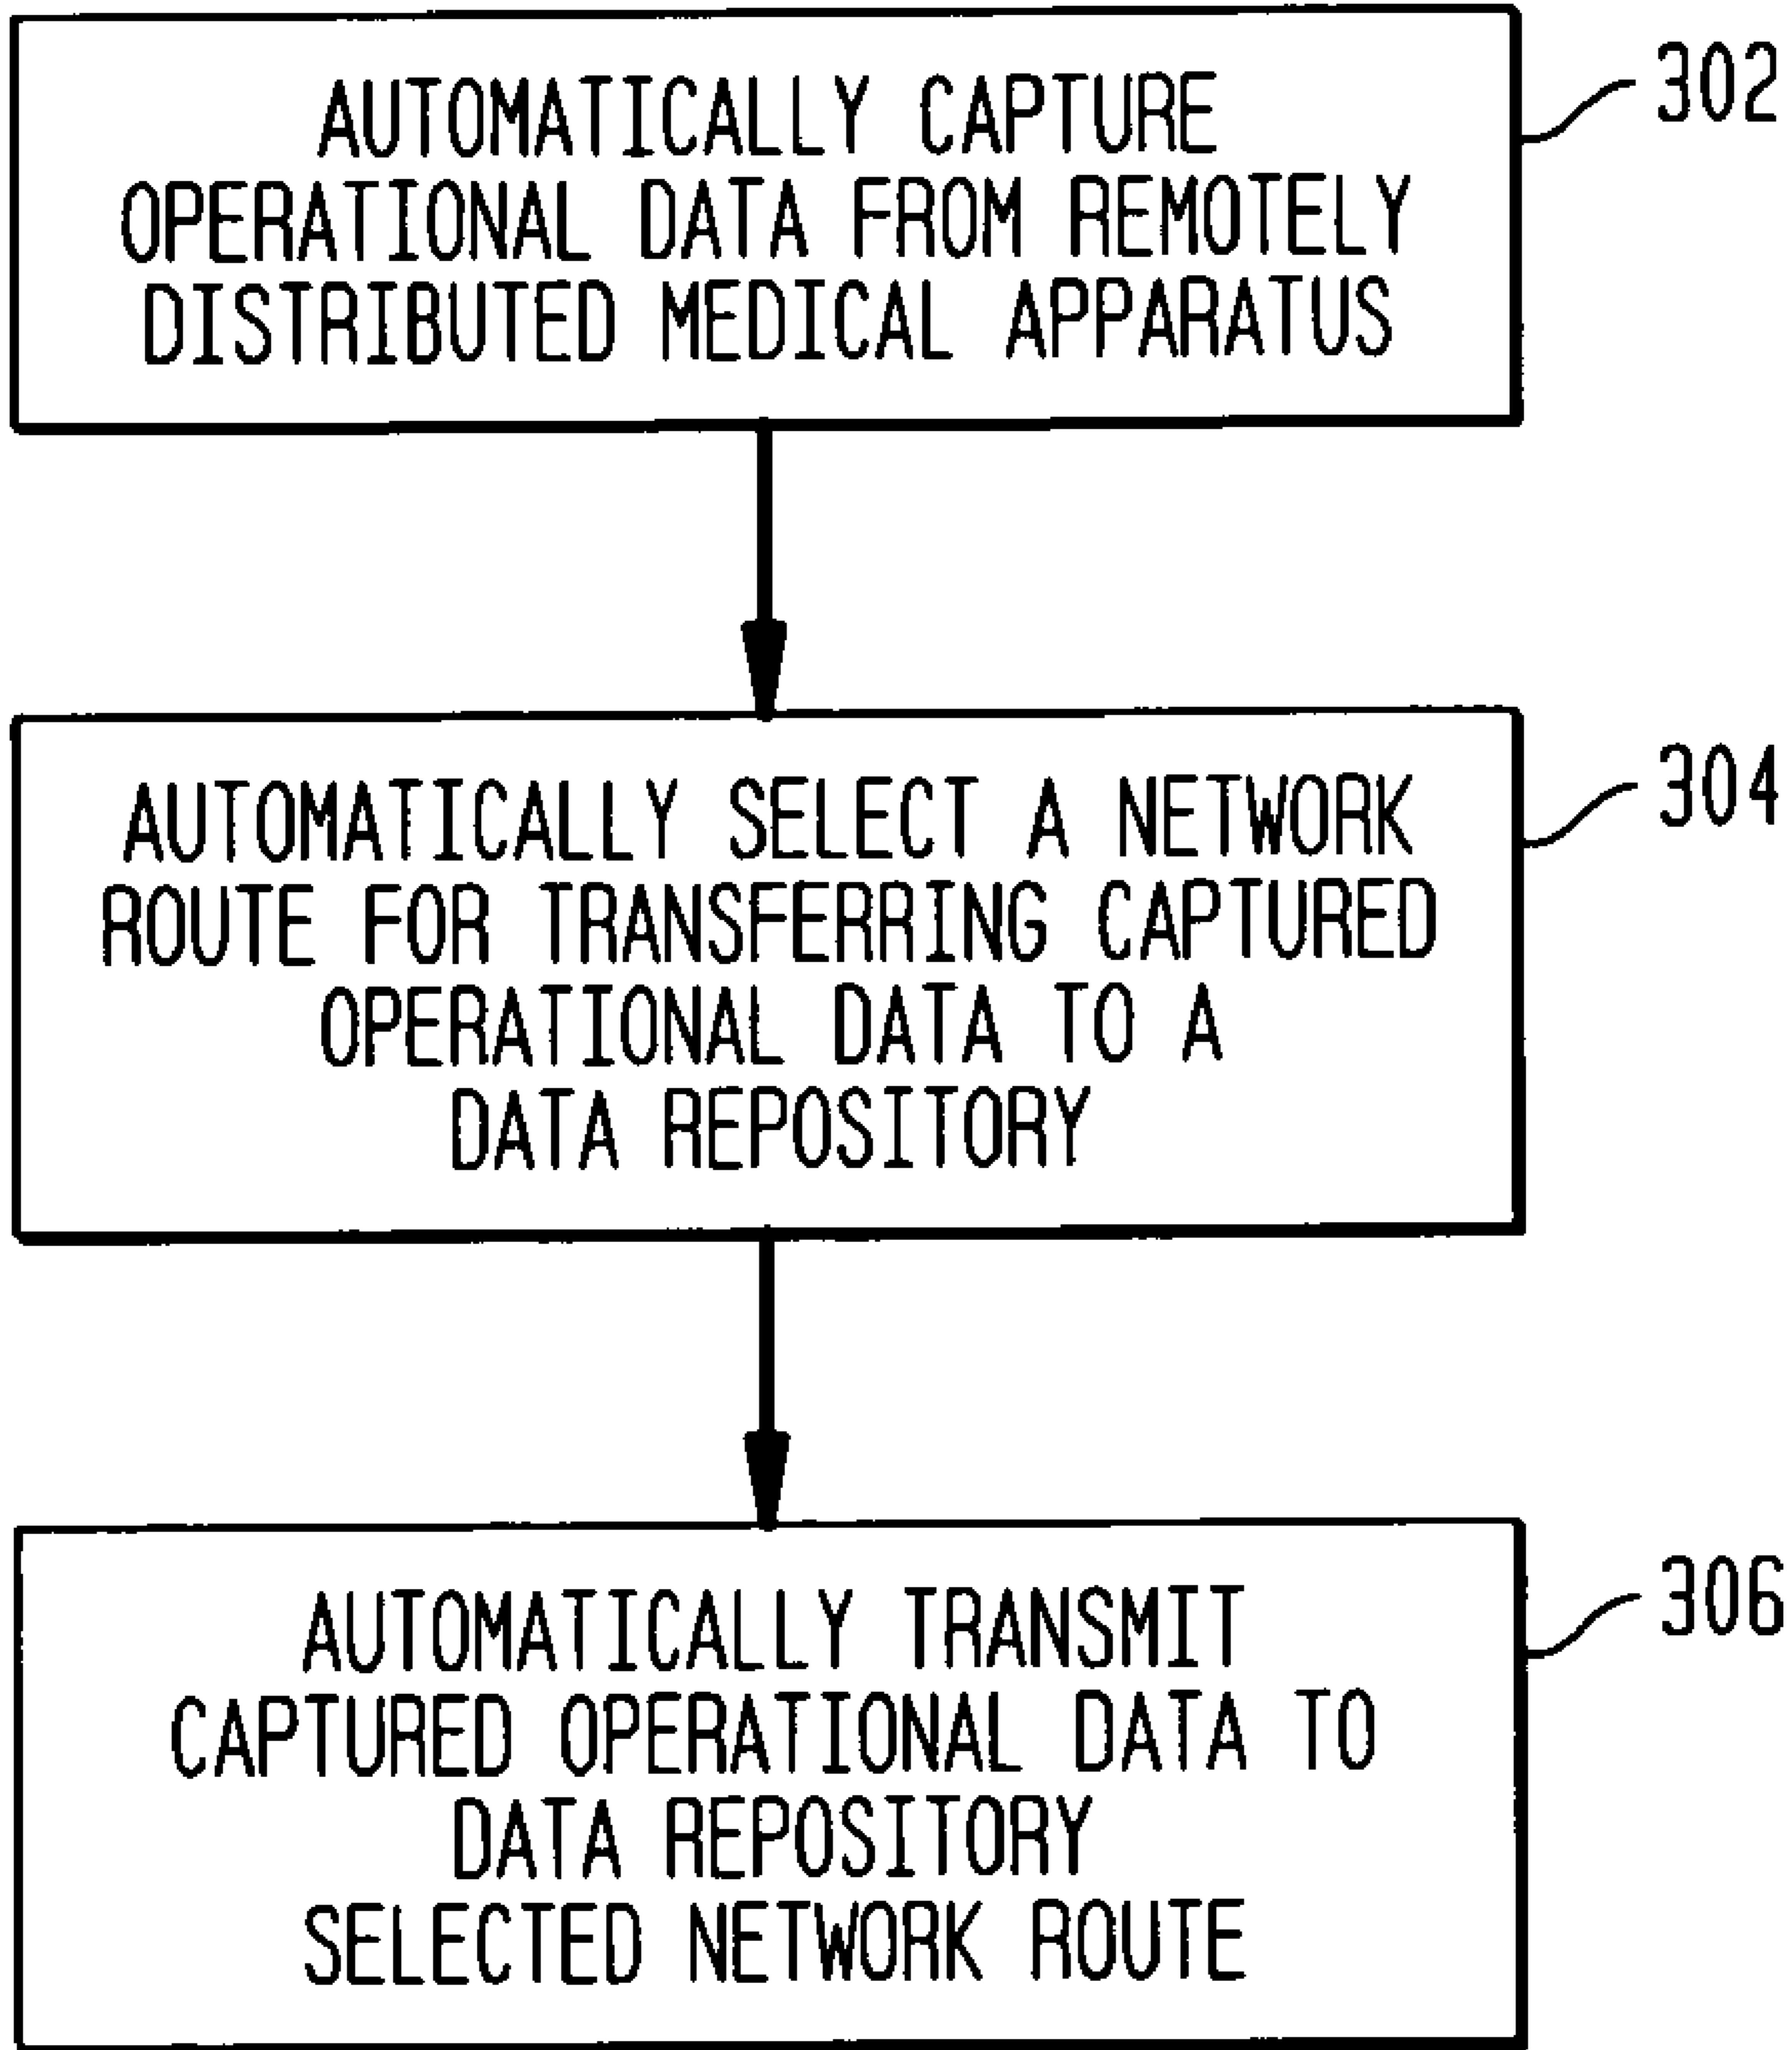 AUTOMATICALLY CAPTURE
OPERATIONAL DATA FROM REMOTELY
DISTRIBUTED MEDICAL APPARATUS
302
AUTOMATICALLY SELECT A NETWORK
ROUTE FOR TRANSFERRING CAPTURED
OPERATIONAL DATA TO A
DATA REPOSITORY
304
AUTOMATICALLY TRANSMIT
CAPTURED OPERATIONAL DATA TO
DATA REPOSITORY
SELECTED NETWORK ROUTE
306